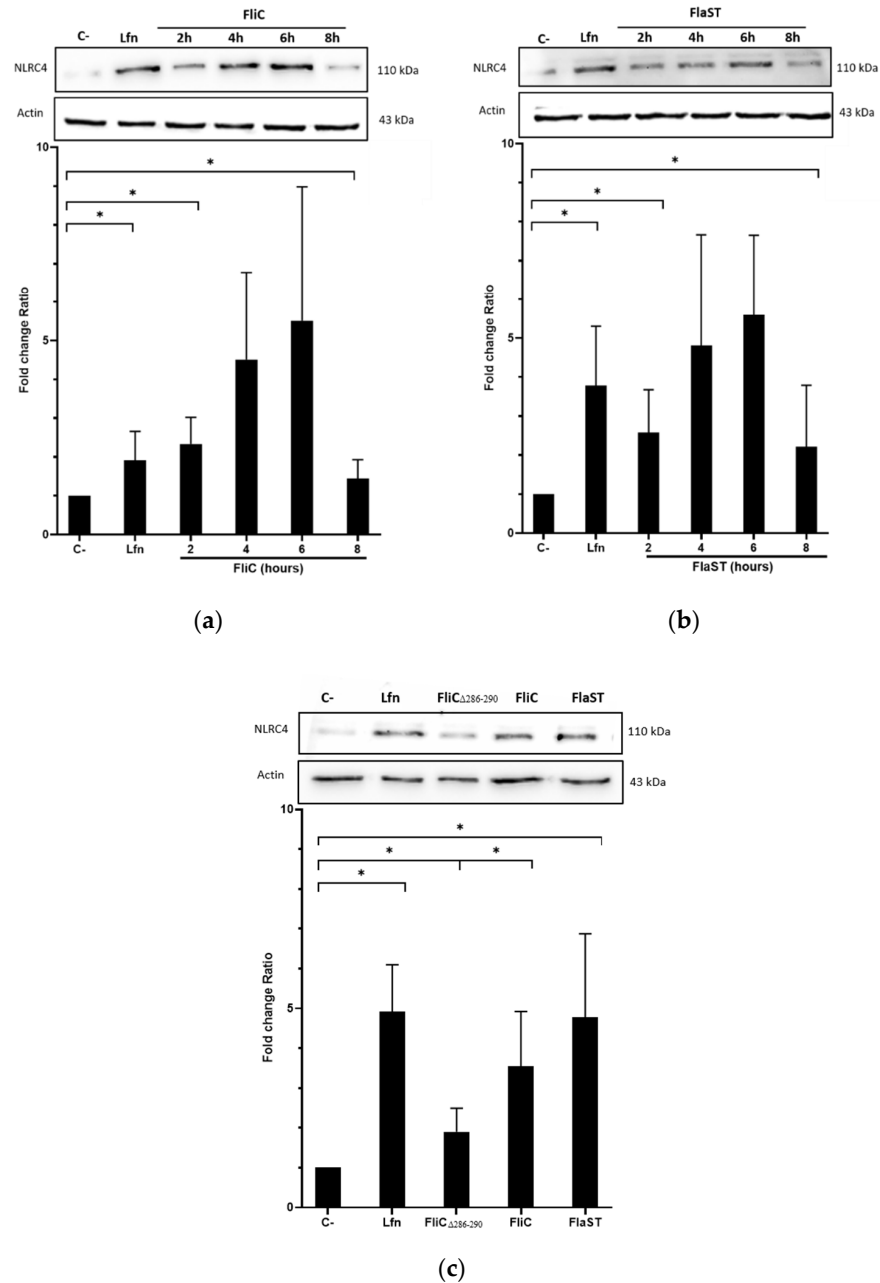 FliC
C- Lfn 2h 4h 6h 8h
NLRC4 110 kDa
Actin 43 kDa
10
*
*
*
5
0
Fold change Ratio
C- Lfn 2 4 6 8
FliC (hours)
(a)
FlaST
C- Lfn 2h 4h 6h 8h
NLRC4 110 kDa
Actin 43 kDa
10
*
*
*
5
0
Fold change Ratio
C- Lfn 2 4 6 8
FlaST (hours)
(b)
C- Lfn FliCΔ286-290 FliC FlaST
NLRC4 110 kDa
Actin 43 kDa
10
*
* *
*
5
0
Fold change Ratio
C- Lfn FliCΔ286-290 FliC FlaST
(c)